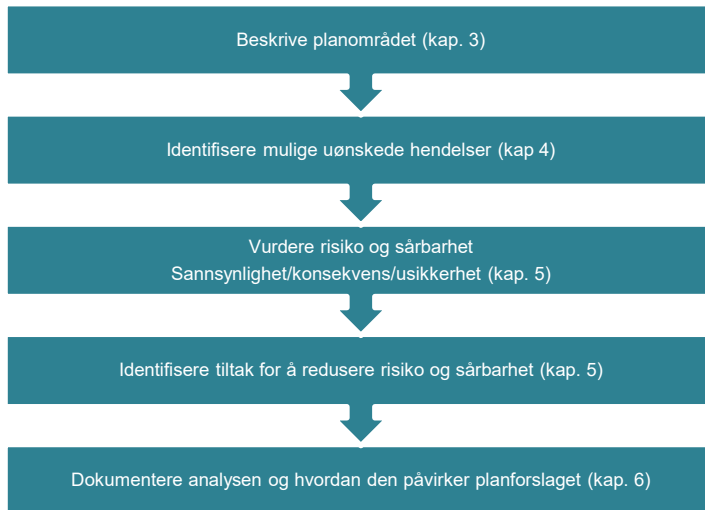 Beskrive planområdet (kap. 3)
Identifisere mulige uønskede hendelser (kap 4)
Vurdere risiko og sårbarhet
Sannsynlighet/konsekvens/usikkerhet (kap. 5)
Identifisere tiltak for å redusere risiko og sårbarhet (kap. 5)
Dokumentere analysen og hvordan den påvirker planforslaget (kap. 6)